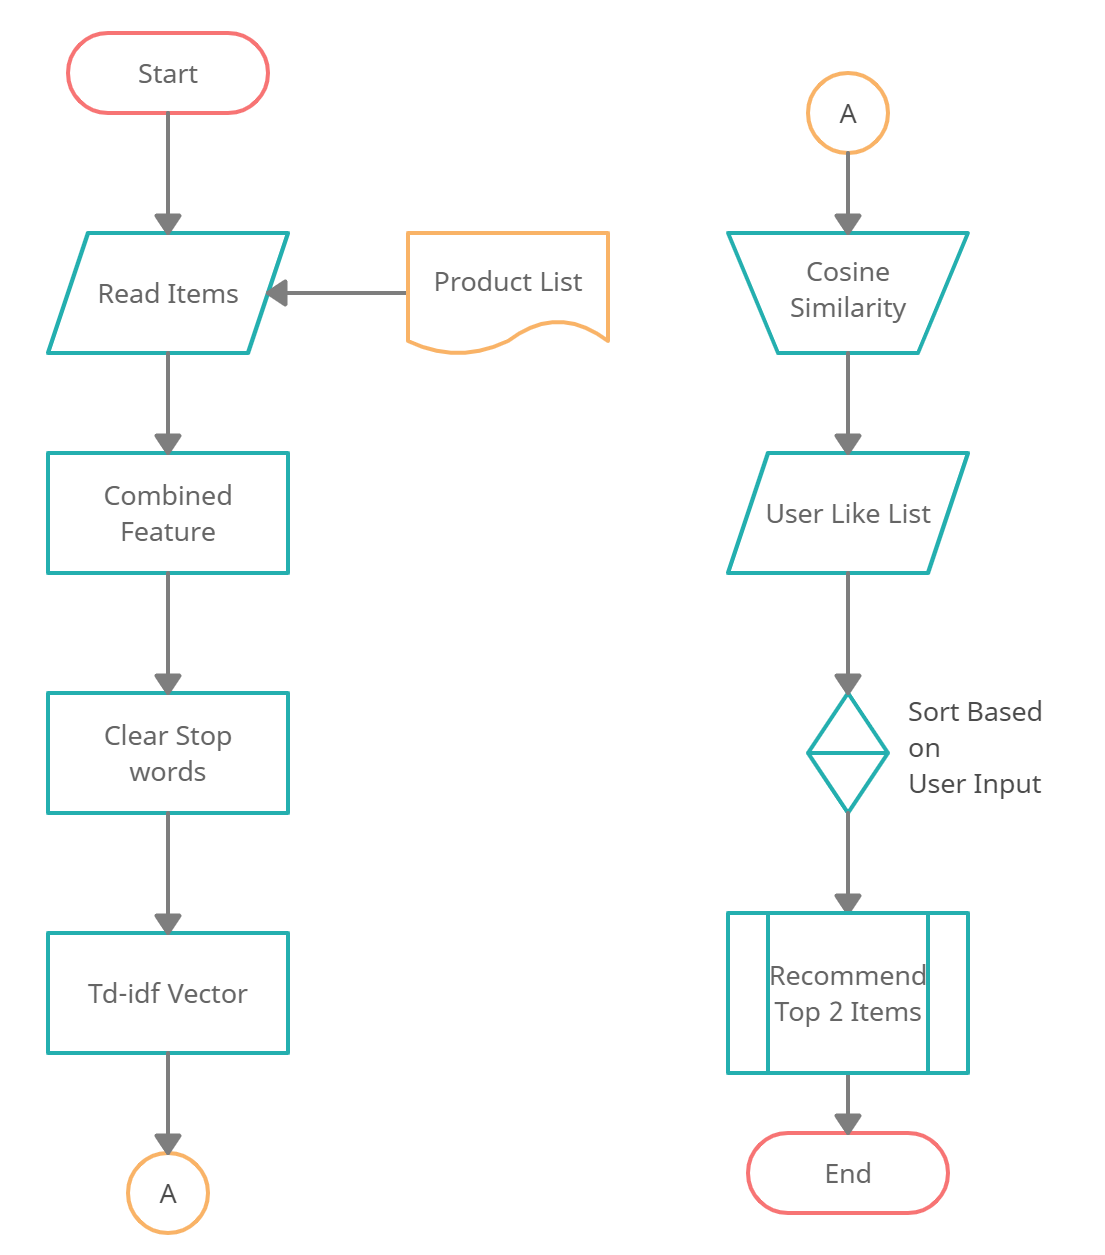 Start
Read Items
Product List
Combined
Feature
Clear Stop
words
Td-idf Vector
A
A
Cosine
Similarity
User Like List
Sort Based
on
User Input
Recommend
Top 2 Items
End